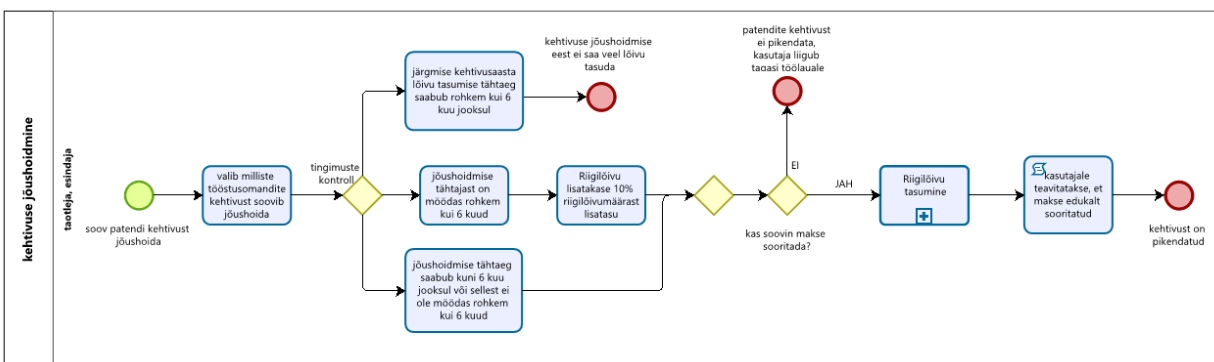 kehtivuse jõushoidmine
taotleja, esindaja
soov patendi kehtivust
jõushoida
valib milliste
tööstusomandite
kehtivust soovib
jõushoida
tingimuste
kontroll
järgmise kehtivusaasta
lõivu tasumise tähtaeg
saabub rohkem kui 6
kuu jooksul
kehtivuse jõushoidmise
eest ei saa veel lõivu
tasuda
jõushoidmise
tähtajast on
möödas rohkem
kui 6 kuud
Riigilõivu
lisatakase 10%
riigilõivumäärast
lisatasu
jõushoidmise tähtaeg
saabub kuni 6 kuu
jooksul või sellest ei
ole möödas rohkem
kui 6 kuud
patendite kehtivust
ei pikendata,
kasutaja liigub
tagasi töölauale
EI
JAH
kas soovin makse
sooritada?
Riigilõivu
tasumine
kasutajale
teavitatakse, et
makse edukalt
sooritatud
kehtivust on
pikendatud